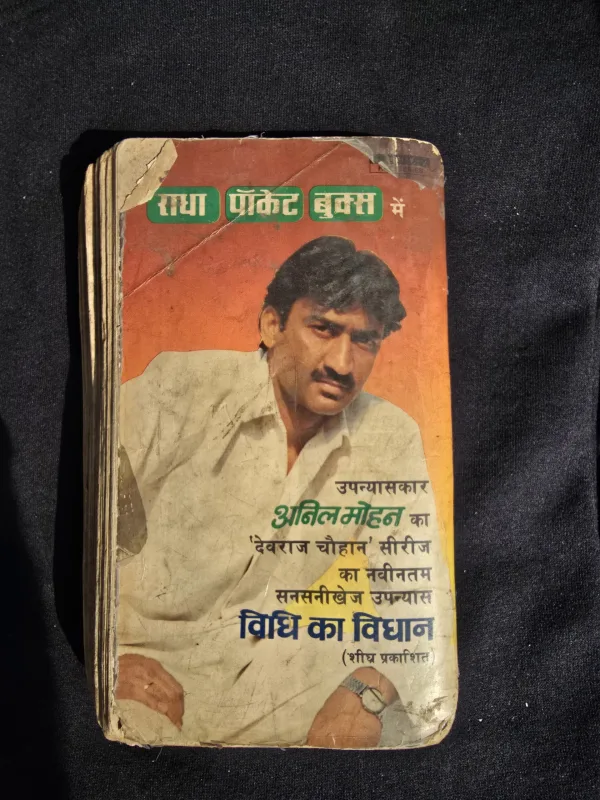 राधा पॉकेट बुक्स में
उपन्यासकार
अनिल मोहन का
'देवराज चौहान' सीरीज
का नवीनतम
सनसनीखेज उपन्यास
विधि का विधान
(शीघ्र प्रकाशित)